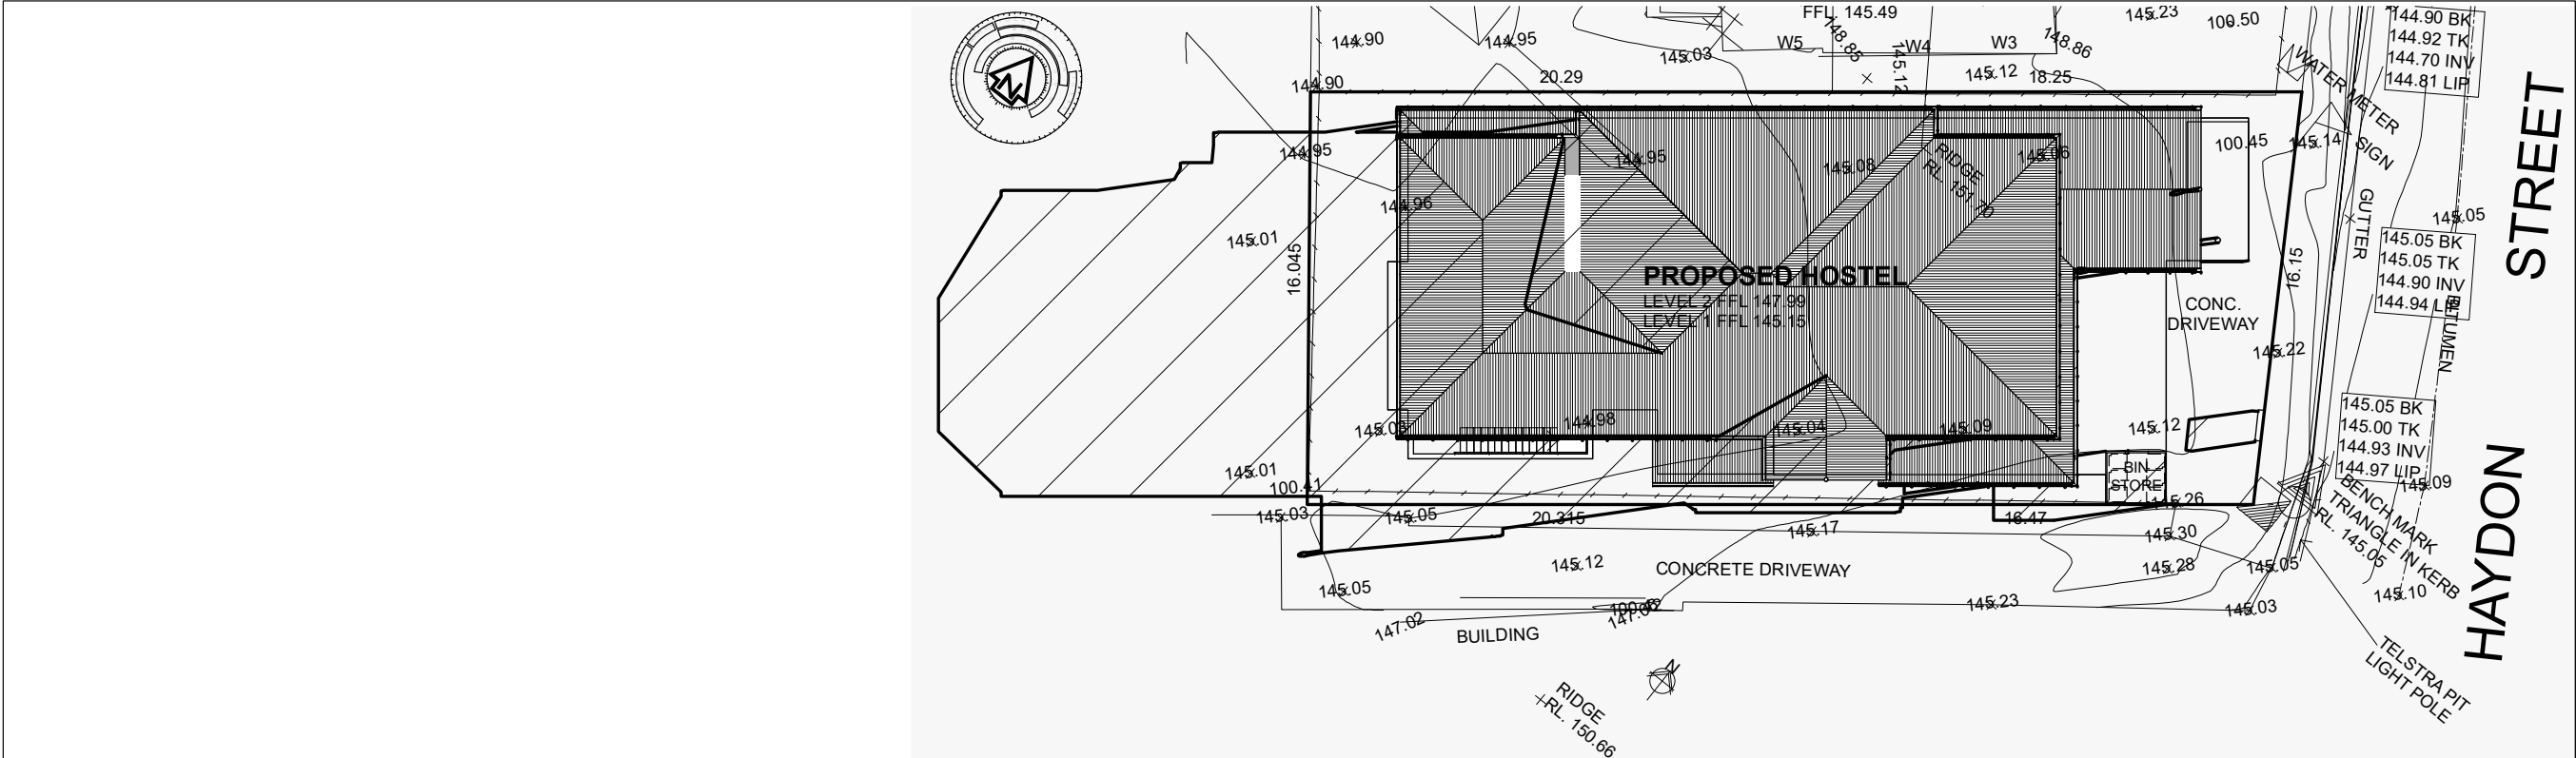 FFL 145.49
145.23
100.50
144.90 BK
144.92 TK
144.70 INV
144.81 LIP
144.90
144.95
145.03
W5
148.85
145.12
W4
W3
148.86
145.12
18.25
20.29
144.90
WATER METER
SIGN
STREET
144.95
144.95
145.08
RIDGE
RL. 151.70
145.06
100.45
145.14
GUTTER
144.96
145.01
145.05
16.045
16.15
145.05 BK
145.05 TK
144.90 INV
144.94 LIP
BITUMEN
PROPOSED HOSTEL
LEVEL 2 FFL 147.99
LEVEL 1 FFL 145.15
CONC.
DRIVEWAY
145.22
145.05 BK
145.00 TK
144.93 INV
144.97 LIP
144.98
145.04
145.09
145.12
145.01
100.41
BIN
STORE
145.26
145.09
BENCH MARK
TRIANGLE IN KERB
RL. 145.05
HAYDON
145.03
145.05
20.315
145.17
16.47
145.30
145.12
CONCRETE DRIVEWAY
145.28
145.05
145.05
145.23
145.03
145.10
147.02
BUILDING
N
RIDGE
RL. 150.66
TELSTRA PIT
LIGHT POLE